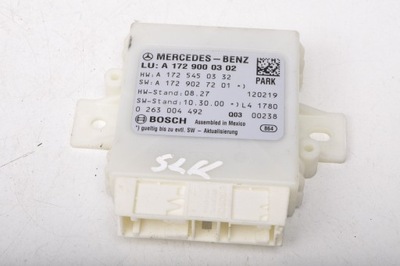 MERCEDES-BENZ
LU: A 172 900 03 02
PARK
HW: A 172 545 03 32
SW: A 172 902 72 01 *)
HW-Stand: 08.27 120219
SW-Stand: 10.30.00 *) L4 1780
0 263 004 492 Q03 00238
BOSCH Assembled in Mexico
*) gueltig bis zu evtl. SW - Aktualisierung 864
SLK